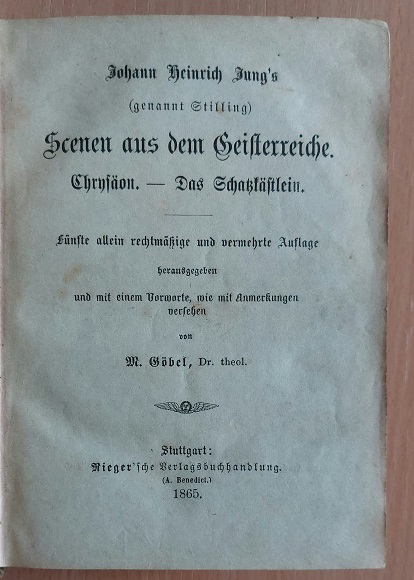 Johann Heinrich Jung's
(genannt Stilling)
Scenen aus dem Geisterreiche.
Chrysäon. — Das Schatzkästlein.
Fünfte allein rechtmäßige und vermehrte Auflage
herausgegeben
und mit einem Vorworte, wie mit Anmerkungen
versehen
von
M. Göbel, Dr. theol.
Stuttgart:
Rieger'sche Verlagsbuchhandlung.
(A. Benedict.)
1865.